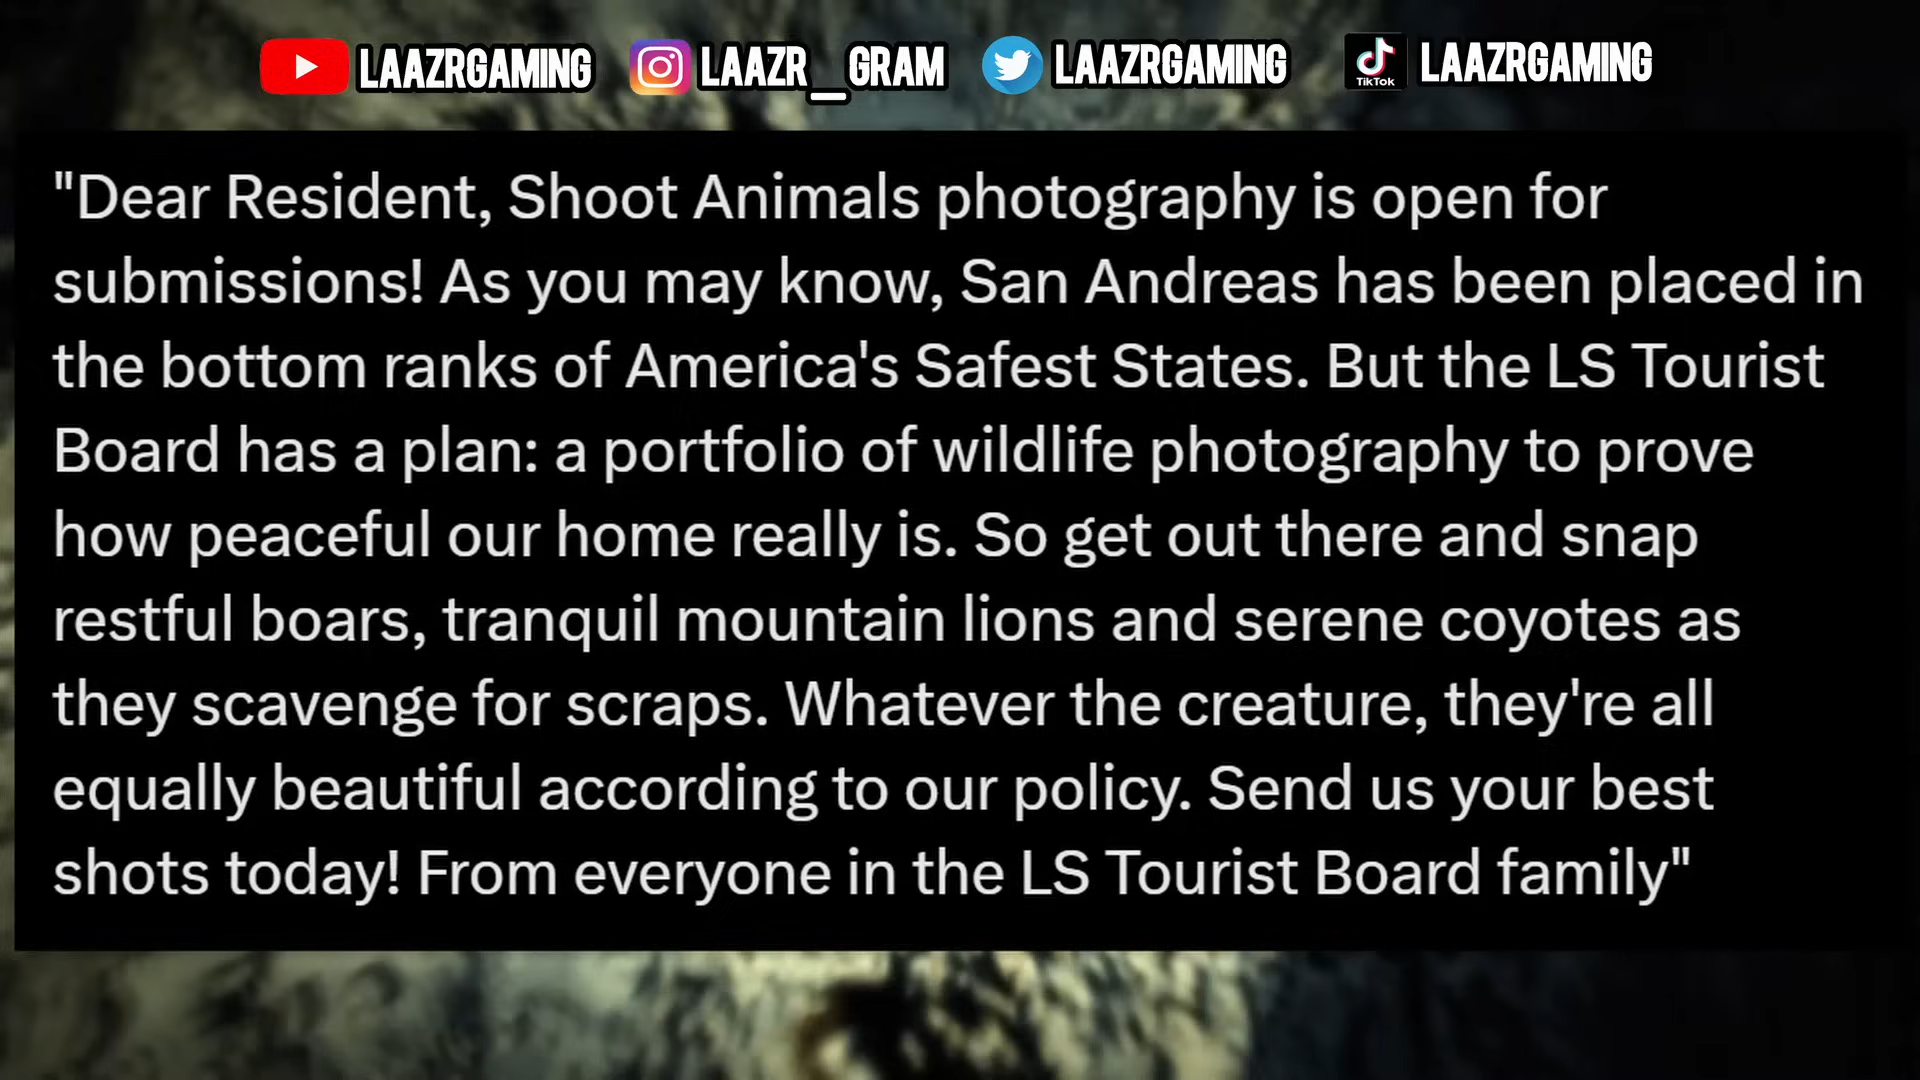 LAAZRGAMING LAAZR_GRAM LAAZRGAMING TikTok LAAZRGAMING
"Dear Resident, Shoot Animals photography is open for
submissions! As you may know, San Andreas has been placed in
the bottom ranks of America's Safest States. But the LS Tourist
Board has a plan: a portfolio of wildlife photography to prove
how peaceful our home really is. So get out there and snap
restful boars, tranquil mountain lions and serene coyotes as
they scavenge for scraps. Whatever the creature, they're all
equally beautiful according to our policy. Send us your best
shots today! From everyone in the LS Tourist Board family"